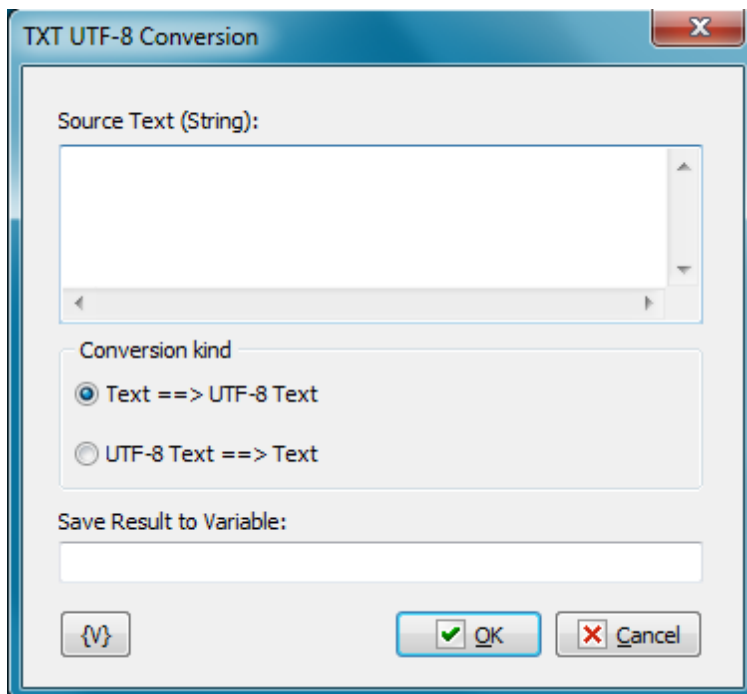 TXT UTF-8 Conversion
X
Source Text (String):
Conversion kind
Text ==> UTF-8 Text
UTF-8 Text ==> Text
Save Result to Variable:
{V} OK Cancel